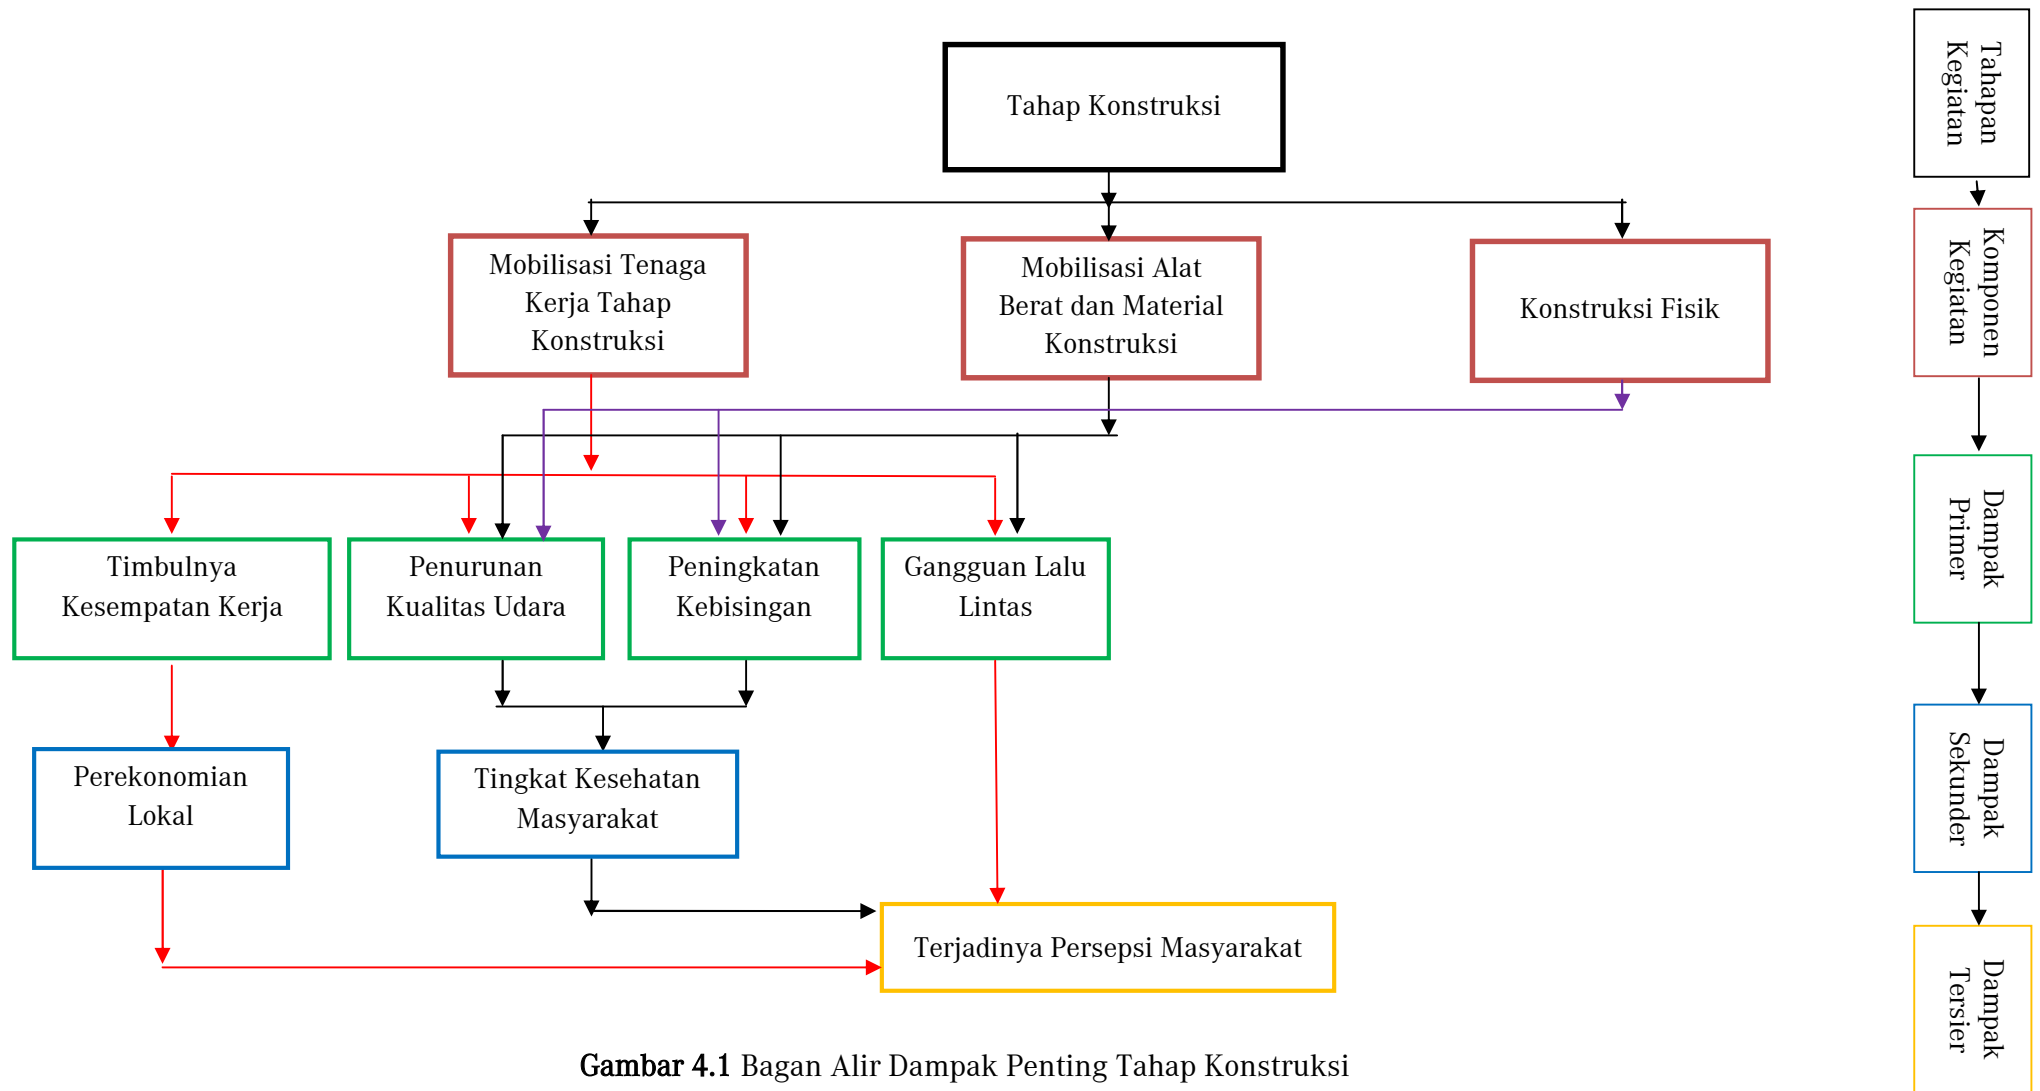 Tahap Konstruksi
Mobilisasi Tenaga
Kerja Tahap
Konstruksi
Mobilisasi Alat
Berat dan Material
Konstruksi
Konstruksi Fisik
Timbulnya
Kesempatan Kerja
Penurunan
Kualitas Udara
Peningkatan
Kebisingan
Gangguan Lalu
Lintas
Perekonomian
Lokal
Tingkat Kesehatan
Masyarakat
Terjadinya Persepsi Masyarakat
Tahapan
Kegiatan
Komponen
Kegiatan
Dampak
Primer
Dampak
Sekunder
Dampak
Tersier
Gambar 4.1 Bagan Alir Dampak Penting Tahap Konstruksi